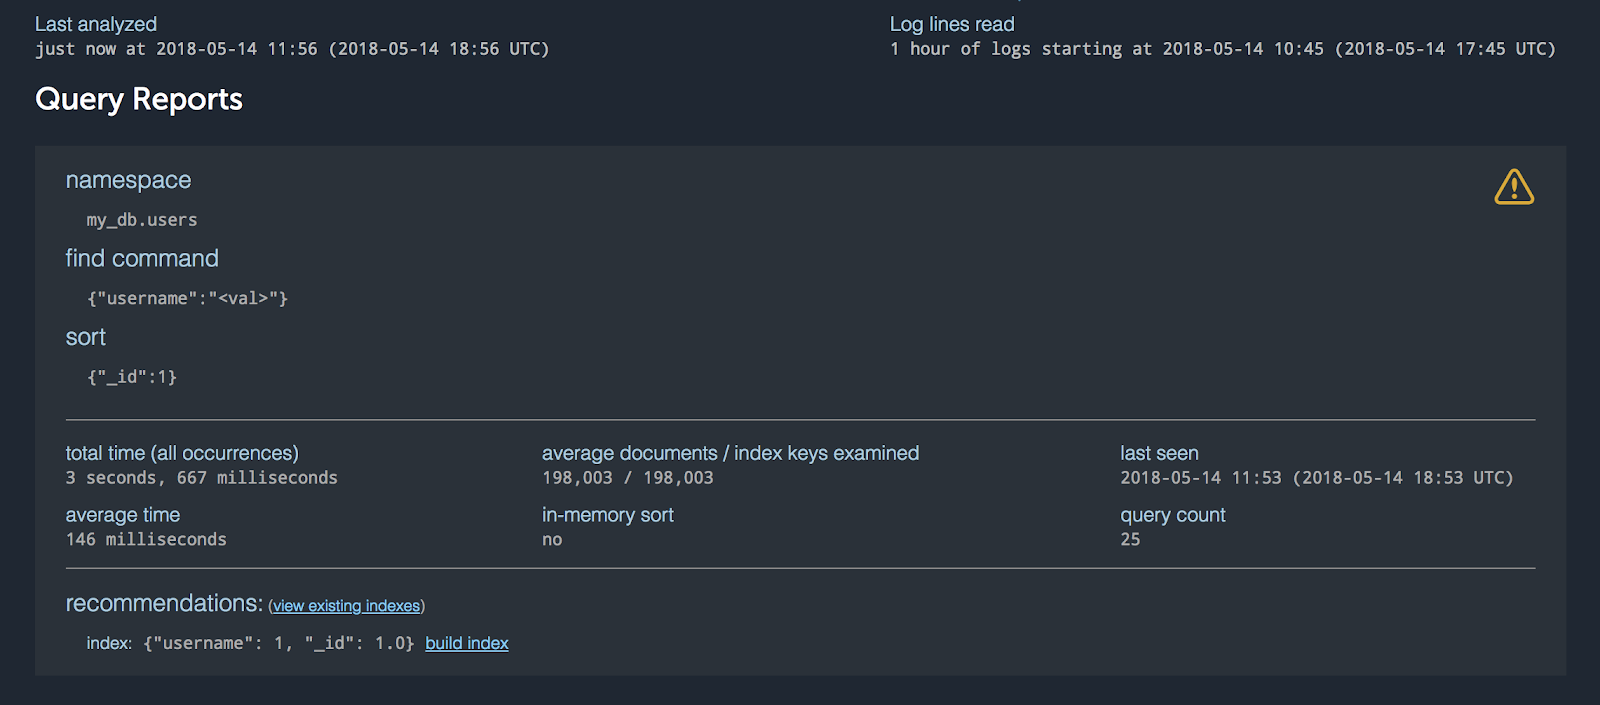 Last analyzed
just now at 2018-05-14 11:56 (2018-05-14 18:56 UTC)
Log lines read
1 hour of logs starting at 2018-05-14 10:45 (2018-05-14 17:45 UTC)
Query Reports
namespace
my_db.users
find command
{"username":"<val>"}
sort
{"_id":1}
total time (all occurrences)
3 seconds, 667 milliseconds
average documents / index keys examined
198,003 / 198,003
last seen
2018-05-14 11:53 (2018-05-14 18:53 UTC)
average time
146 milliseconds
in-memory sort
no
query count
25
recommendations: (view existing indexes)
index: {"username": 1, "_id": 1.0} build index